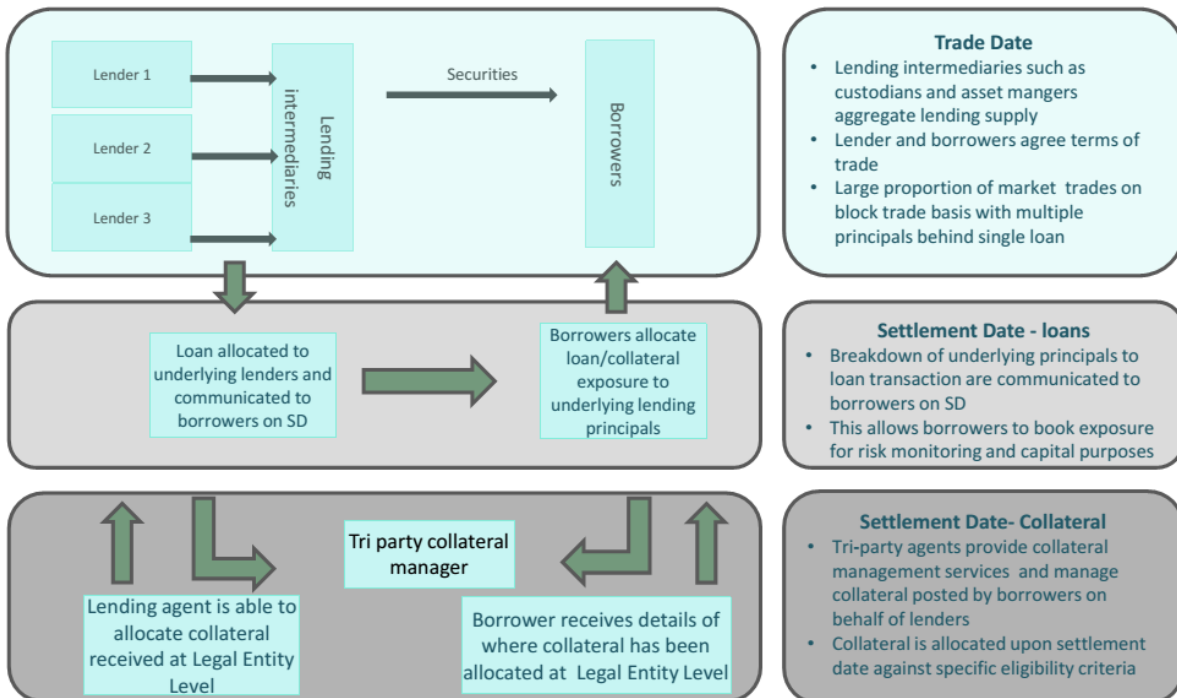 Lender 1
Lender 2
Lender 3
Lending
intermediaries
Securities
Borrowers
Trade Date
• Lending intermediaries such as
custodians and asset mangers
aggregate lending supply
• Lender and borrowers agree terms of
trade
• Large proportion of market trades on
block trade basis with multiple
principals behind single loan
Loan allocated to
underlying lenders and
communicated to
borrowers on SD
Borrowers allocate
loan/collateral
exposure to
underlying lending
principals
Settlement Date - loans
• Breakdown of underlying principals to
loan transaction are communicated to
borrowers on SD
• This allows borrowers to book exposure
for risk monitoring and capital purposes
Tri party collateral
manager
Lending agent is able to
allocate collateral
received at Legal Entity
Level
Borrower receives details of
where collateral has been
allocated at Legal Entity Level
Settlement Date- Collateral
• Tri-party agents provide collateral
management services and manage
collateral posted by borrowers on
behalf of lenders
• Collateral is allocated upon settlement
date against specific eligibility criteria